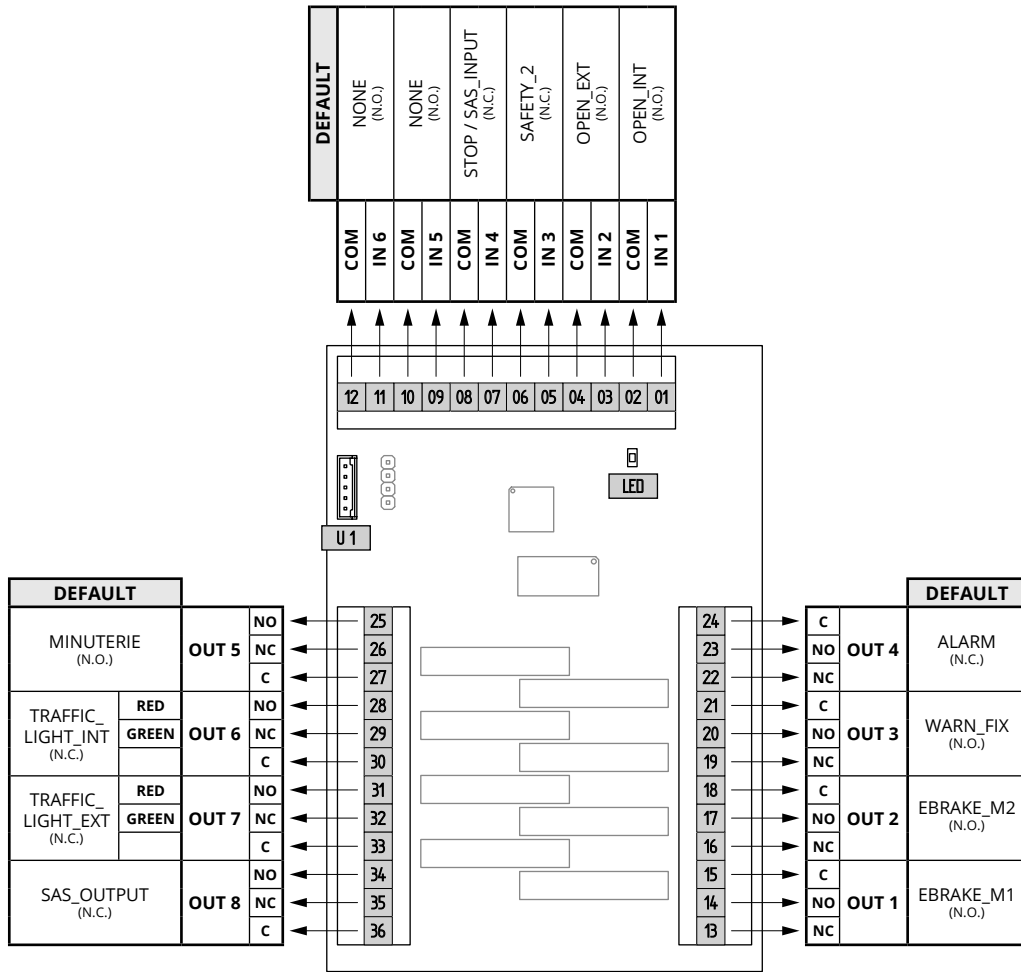 DEFAULT
NONE
(N.O.)
NONE
(N.O.)
STOP / SAS_INPUT
(N.C.)
SAFETY_2
(N.C.)
OPEN_EXT
(N.O.)
OPEN_INT
(N.O.)
COM IN 6 COM IN 5 COM IN 4 COM IN 3 COM IN 2 COM IN 1
12 11 10 09 08 07 06 05 04 03 02 01
LED
U 1
DEFAULT
MINUTERIE
(N.O.)
OUT 5
NO 25
NC 26
C 27
TRAFFIC_
LIGHT_INT
(N.C.)
RED
GREEN
OUT 6
NO 28
NC 29
C 30
TRAFFIC_
LIGHT_EXT
(N.C.)
RED
GREEN
OUT 7
NO 31
NC 32
C 33
SAS_OUTPUT
(N.C.)
OUT 8
NO 34
NC 35
C 36
DEFAULT
24 C
23 NO
22 NC
OUT 4
ALARM
(N.C.)
21 C
20 NO
19 NC
OUT 3
WARN_FIX
(N.O.)
18 C
17 NO
16 NC
OUT 2
EBRAKE_M2
(N.O.)
15 C
14 NO
13 NC
OUT 1
EBRAKE_M1
(N.O.)